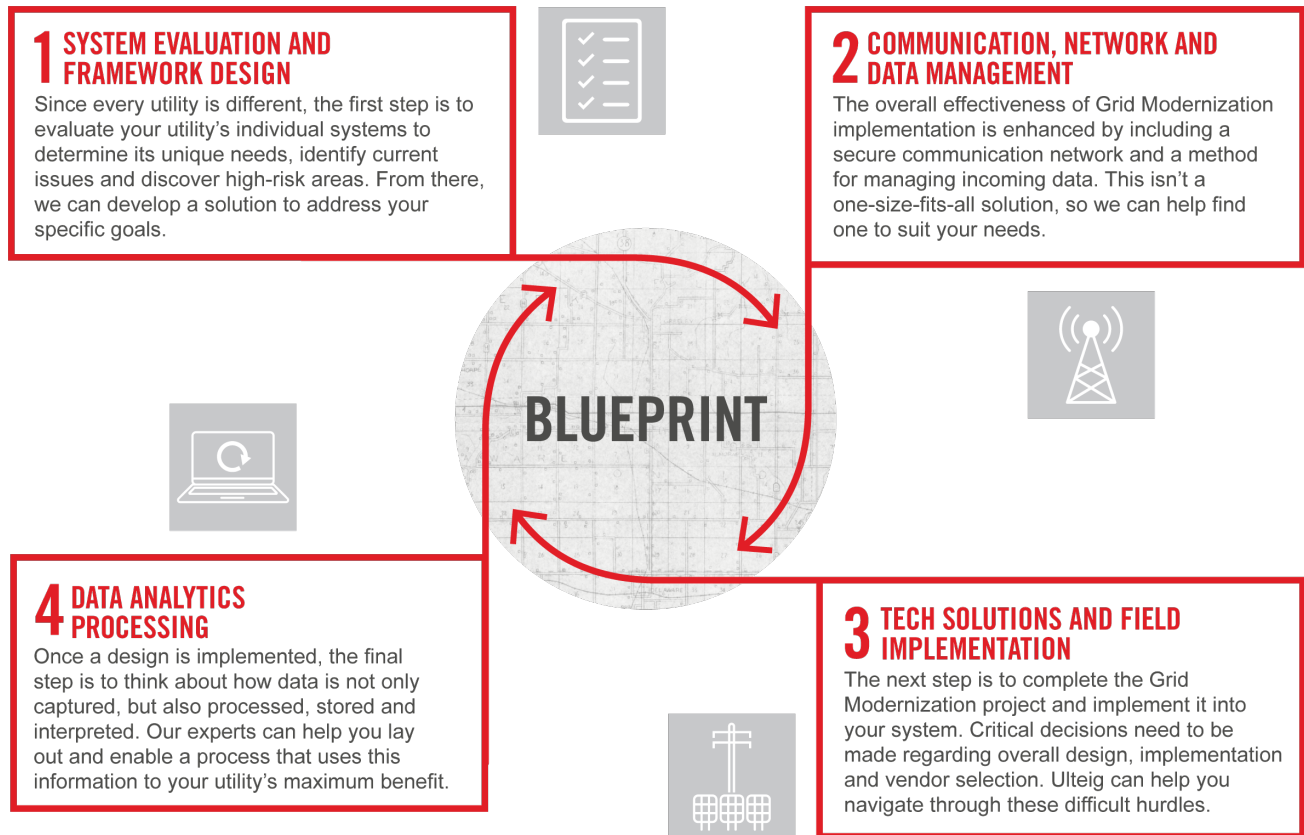 1 SYSTEM EVALUATION AND
FRAMEWORK DESIGN
Since every utility is different, the first step is to
evaluate your utility's individual systems to
determine its unique needs, identify current
issues and discover high-risk areas. From there,
we can develop a solution to address your
specific goals.
2 COMMUNICATION, NETWORK AND
DATA MANAGEMENT
The overall effectiveness of Grid Modernization
implementation is enhanced by including a
secure communication network and a method
for managing incoming data. This isn't a
one-size-fits-all solution, so we can help find
one to suit your needs.
BLUEPRINT
3 TECH SOLUTIONS AND FIELD
IMPLEMENTATION
The next step is to complete the Grid
Modernization project and implement it into
your system. Critical decisions need to be
made regarding overall design, implementation
and vendor selection. Ulteig can help you
navigate through these difficult hurdles.
4 DATA ANALYTICS
PROCESSING
Once a design is implemented, the final
step is to think about how data is not only
captured, but also processed, stored and
interpreted. Our experts can help you lay
out and enable a process that uses this
information to your utility's maximum benefit.